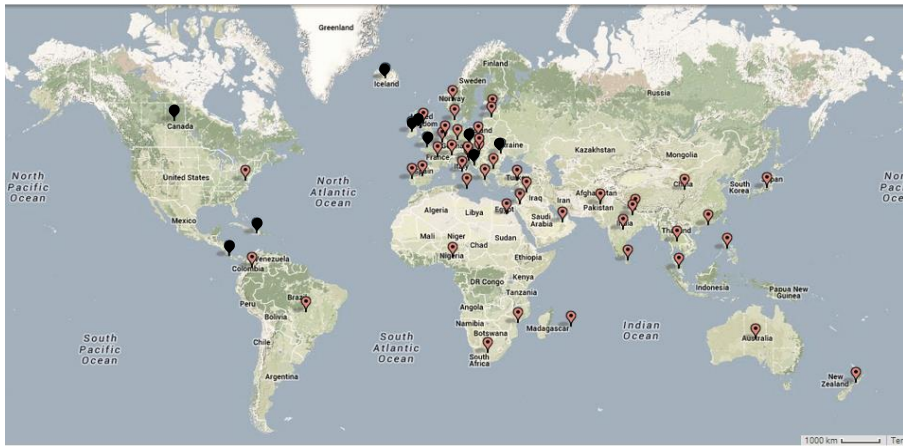 Greenland
Iceland
Finland
Sweden
Norway
Russia
Canada
Ukraine
France
Kazakhstan
Mongolia
North
Pacific
Ocean
United States
North
Atlantic
Ocean
China
South Korea
Japan
Afghanistan
Pakistan
Iraq
Iran
Algeria
Libya
Egypt
Saudi
Arabia
India
Mexico
Mali
Niger
Chad
Sudan
Thailand
Venezuela
Colombia
Nigeria
Ethiopia
Kenya
DR Congo
Tanzania
Indonesia
Papua New
Guinea
Peru
Brazil
Bolivia
Angola
Namibia
Botswana
Madagascar
Indian
Ocean
South
Pacific
Ocean
Chile
Argentina
South
Atlantic
Ocean
South
Africa
Australia
New
Zealand
1000 km